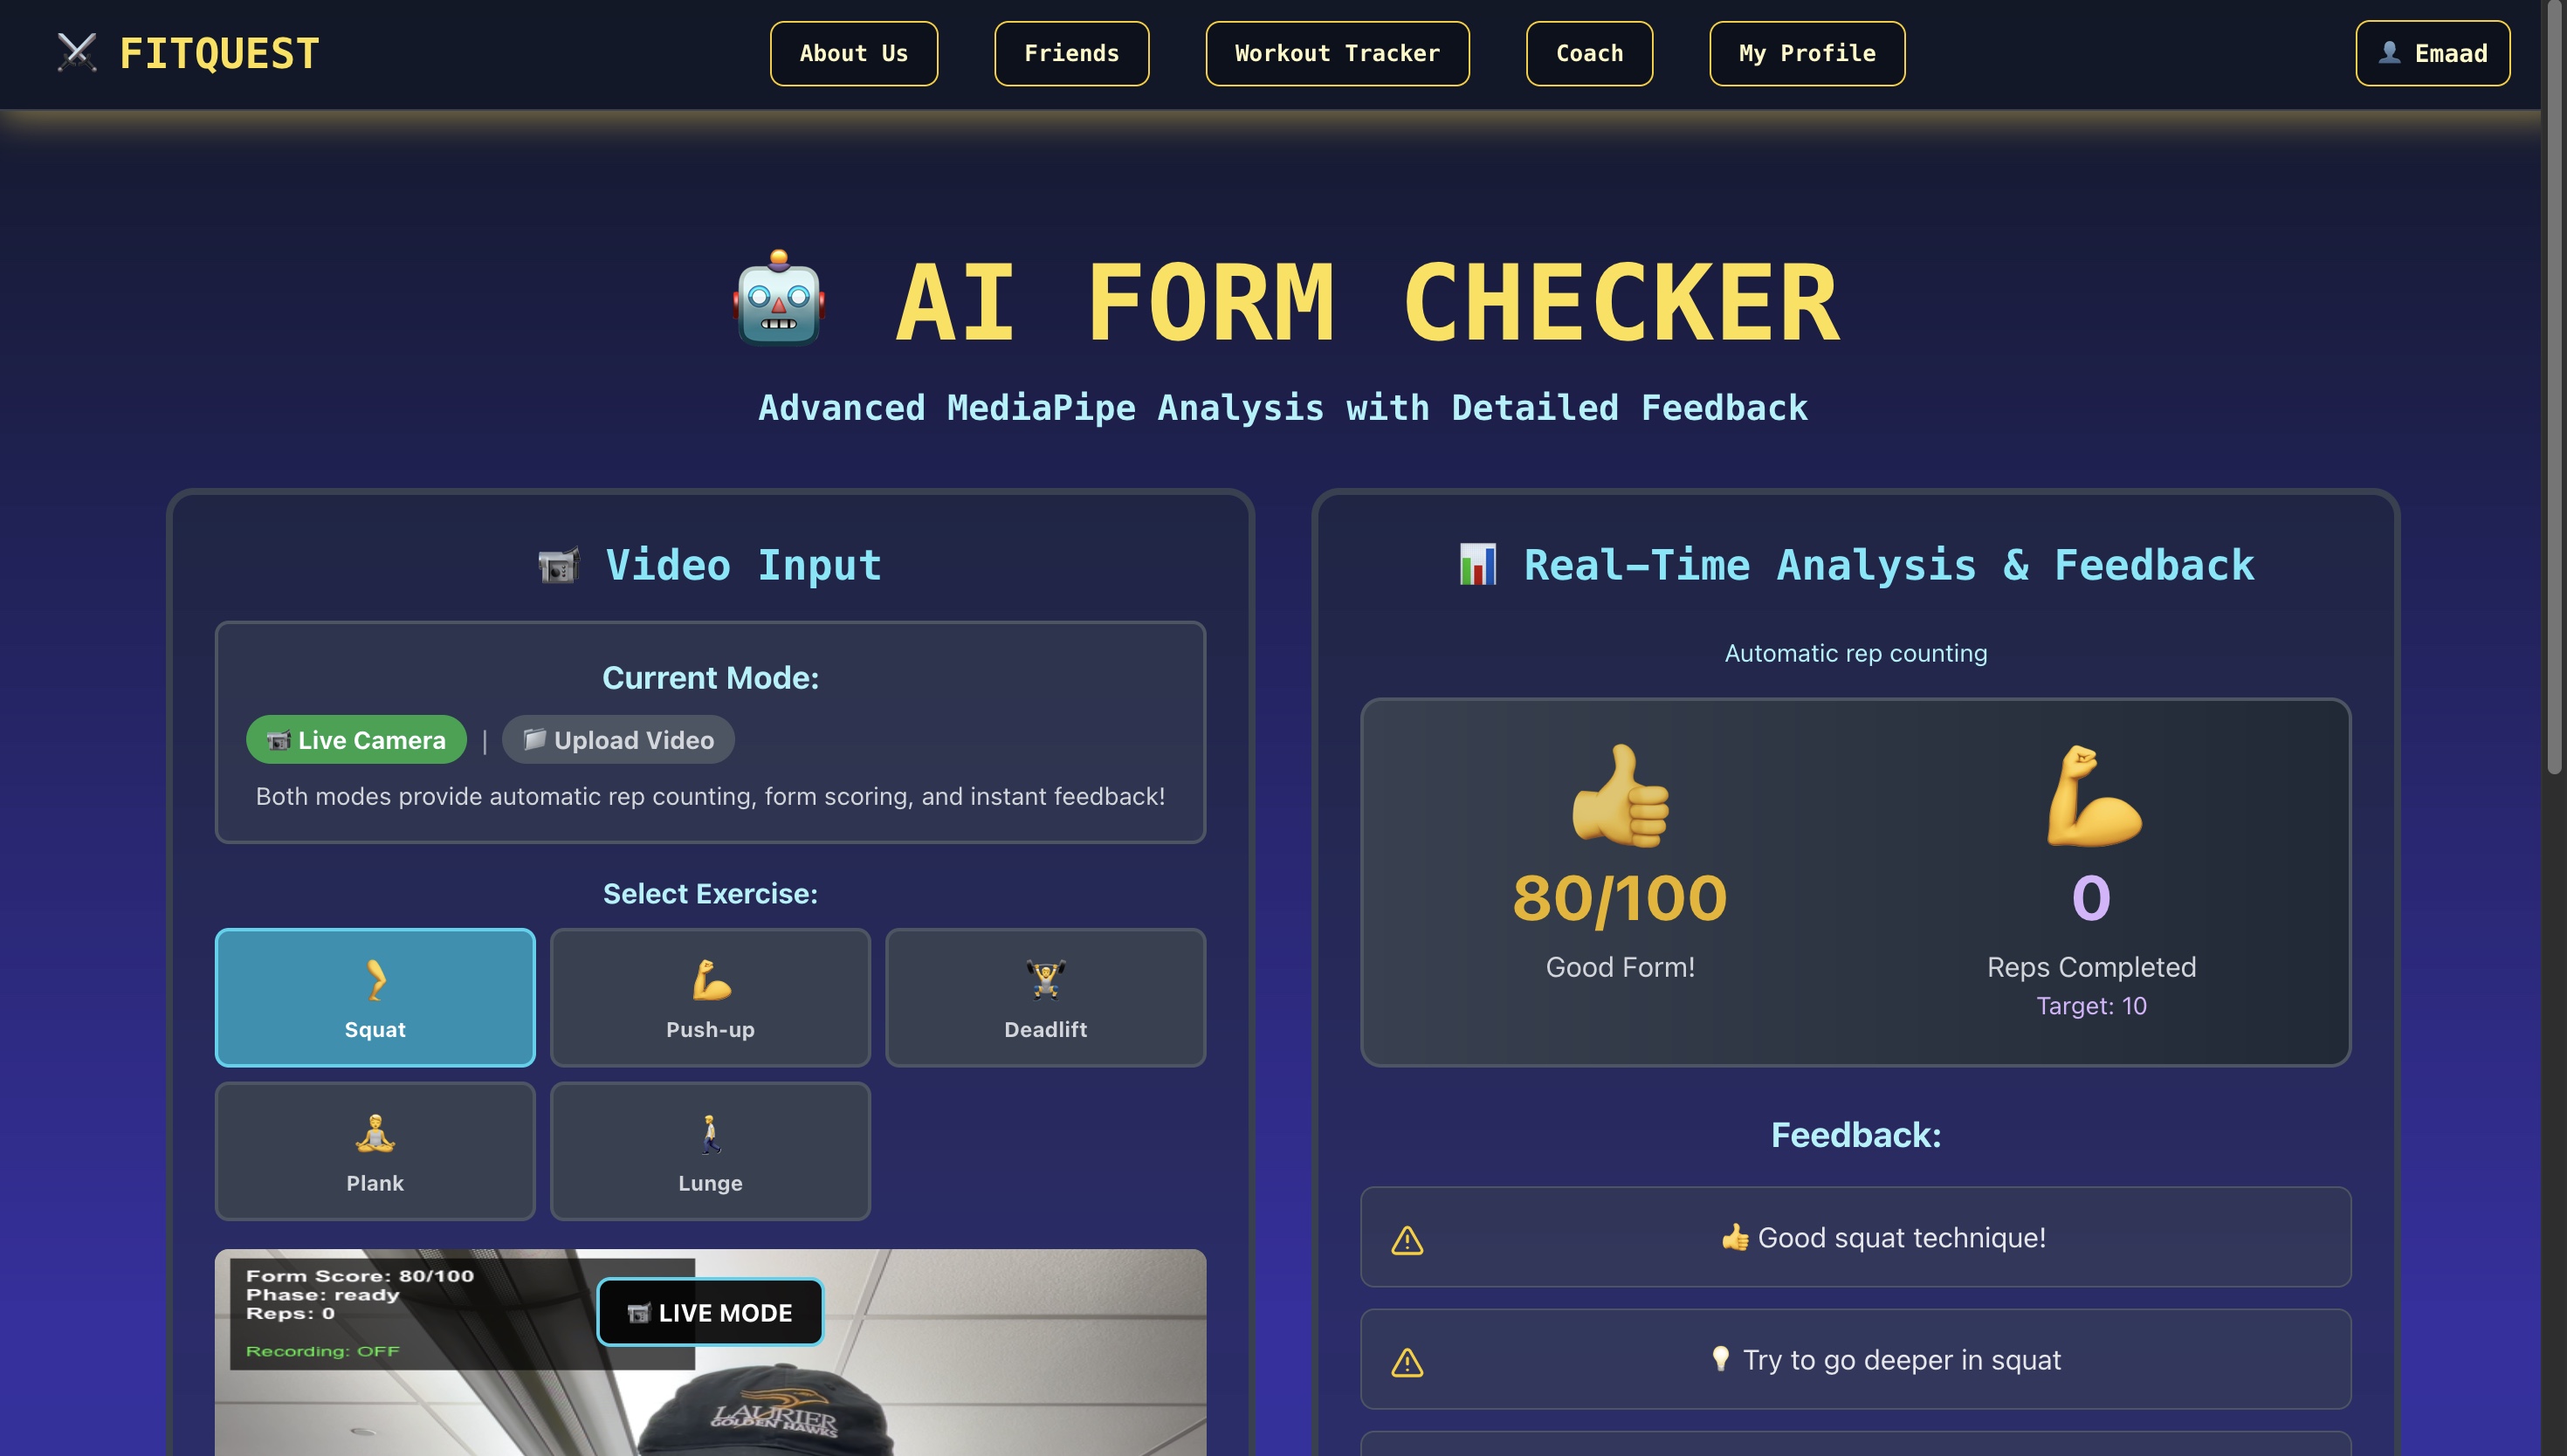 FITQUEST
About Us
Friends
Workout Tracker
Coach
My Profile
Emaad
AI FORM CHECKER
Advanced MediaPipe Analysis with Detailed Feedback
Video Input
Current Mode:
Live Camera | Upload Video
Both modes provide automatic rep counting, form scoring, and instant feedback!
Select Exercise:
Squat
Push-up
Deadlift
Plank
Lunge
Form Score: 80/100
Phase: ready
Reps: 0
Recording: OFF
LIVE MODE
LAURIER
GOLDEN HAWKS
Real-Time Analysis & Feedback
Automatic rep counting
80/100
Good Form!
0
Reps Completed
Target: 10
Feedback:
Good squat technique!
Try to go deeper in squat